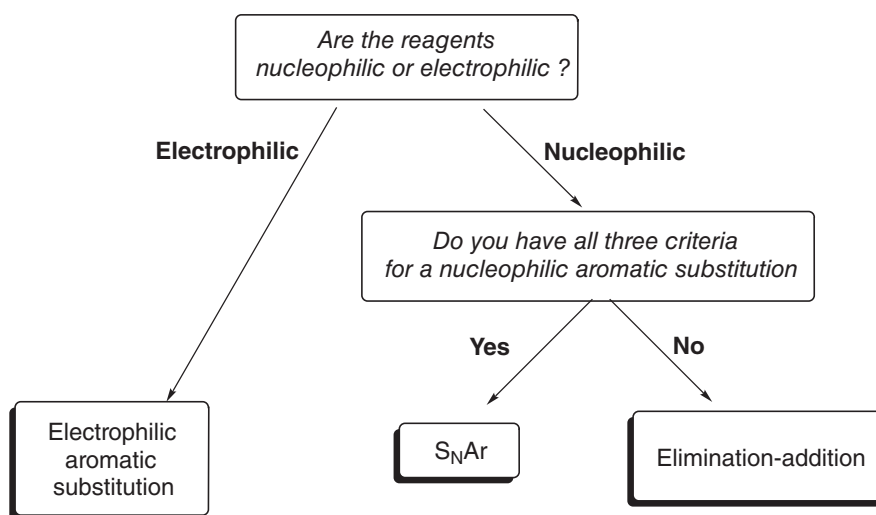 Are the reagents
nucleophilic or electrophilic ?
Electrophilic
Nucleophilic
Do you have all three criteria
for a nucleophilic aromatic substitution
Yes
No
Electrophilic
aromatic
substitution
SNAr
Elimination-addition